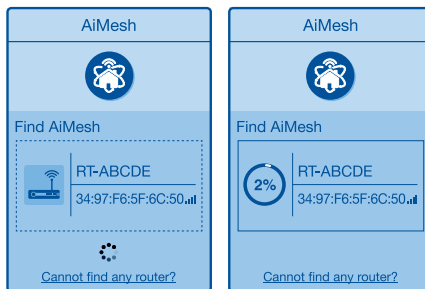 AiMesh
Find AiMesh
RT-ABCDE
34:97:F6:5F:6C:50
Cannot find any router?
AiMesh
Find AiMesh
2%
RT-ABCDE
34:97:F6:5F:6C:50
Cannot find any router?